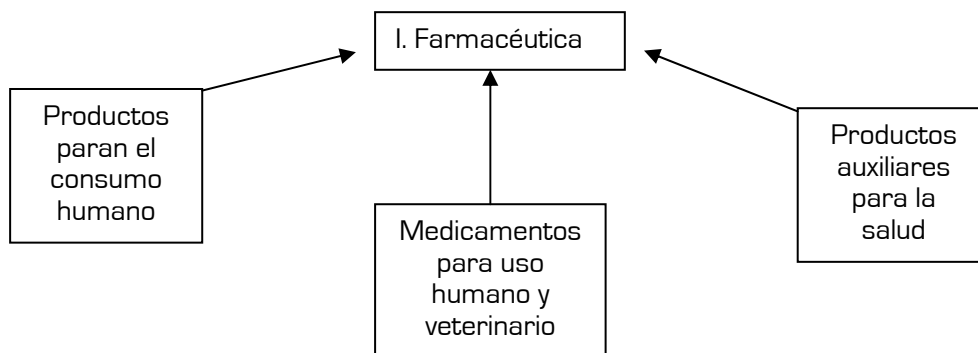 I. Farmacéutica
Productos
paran el
consumo
humano
Medicamentos
para uso
humano y
veterinario
Productos
auxiliares
para la
salud